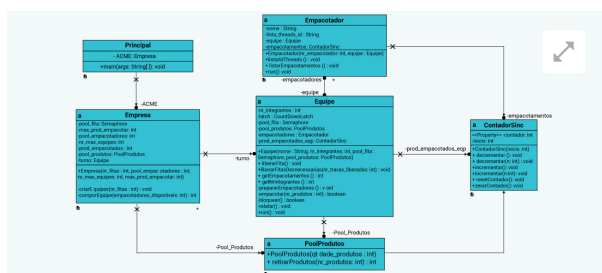 a Empacotador
-nome : String
-lista_threads_id : String
-equipe : Equipe
-empacotamentos: ContadorSinc
+Empacotador(nr_empacotador: int, equipe : Equipe)
+listaIdThreads () : void
+ listarEmpacotamentos () : void
+run(): void
-empacotadores *
Principal
- ACME: Empresa
+main(args: String[ ]): void
-ACME
-equipe
-empacotamentos
a Empresa
-pool_fita: Semaphore
-max_prod_empacotar: int
-pool_empacotadores: int
-nr_max_equipes: int
-prod_empacotados : int
-pool_produtos: PoolProdutos
-turno: Equipe
+Empresa(nr_fitas : int, pool_empacotadores : int, nr_max_equipes: int, max_prod_empacotar: int)
-criarEquipes(nr_fitas : int) : void
-comporEquipe(empacotadores_disponiveis: int) : int
-turno
*
a Equipe
-nr_integrantes : int
-latch : CountDownLatch
-pool_fita : Semaphore
-pool_produtos: PoolProdutos
-empacotadores : Empacotador
-prod_empacotados_eqp: ContadorSinc
+Equipe(nome : String, nr_integrantes : int, pool_fita :
Semaphore, pool_produtos: PoolProdutos)
+ liberarFita() : void
-liberarFitasDesnecessarias(nr_travas_liberadas: int) : void
+ getEmpacotamentos () : int
+ getNrIntegrantes () : int
-prepararEmpacotadores () : void
-empacotar(nr_produtos: int) : boolean
-bloquear() : boolean
-relatar() : void
+run() : void
-prod_empacotados_eqp
a ContadorSinc
<<Property>> -contador: int
-inicio: int
+ContadorSinc(inicio: int)
+ decrementar (): void
+ decrementar(n: int): void
+incrementar() : void
+ incrementar(n:int): void
+ resetContador(): void
+ zerarContador(): void
-Pool_Produtos
-Pool_Produtos
a PoolProdutos
+PoolProdutos(qt dade_produtos : int)
+ retirarProdutos(nr_produtos: int) : int